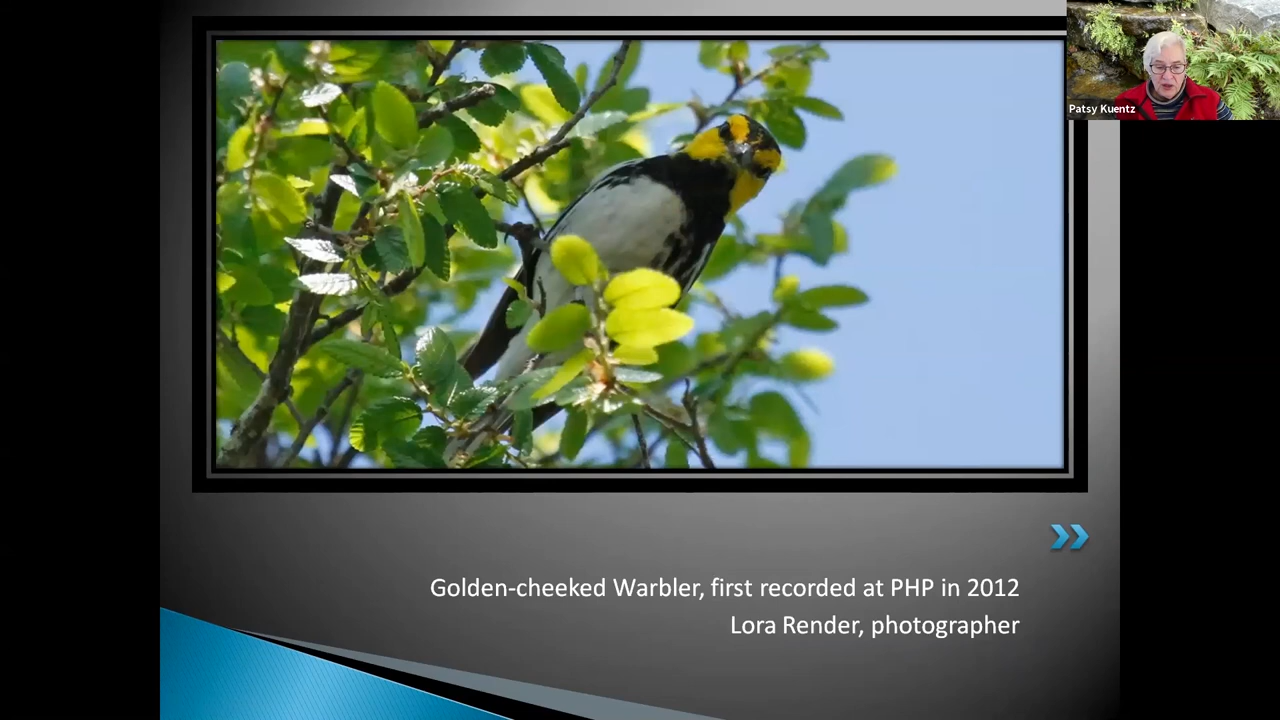 Patsy Kuentz
Golden-cheeked Warbler, first recorded at PHP in 2012
Lora Render, photographer